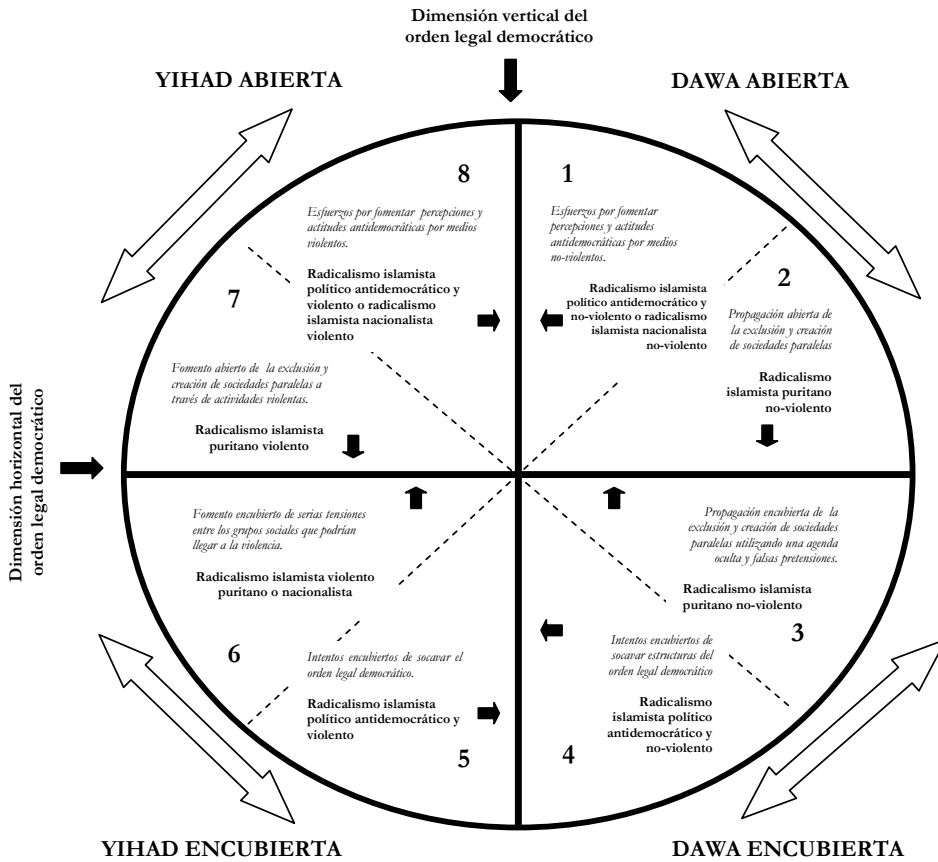 Dimensión vertical del
orden legal democrático
YIHAD ABIERTA
DAWA ABIERTA
8
Esfuerzos por fomentar percepciones y
actitudes antidemocráticas por medios
violentos.
Radicalismo islamista
político antidemocrático y
violento o radicalismo
islamista nacionalista
violento
1
Esfuerzos por fomentar
percepciones y actitudes
antidemocráticas por medios
no-violentos.
Radicalismo islamista
político antidemocrático y
no-violento o radicalismo
islamista nacionalista
no-violento
2
Propagación abierta de
la exclusión y creación
de sociedades paralelas
Radicalismo
islamista puritano
no-violento
7
Fomento abierto de la exclusión y
creación de sociedades paralelas a
través de actividades violentas.
Radicalismo islamista
puritano violento
Dimensión horizontal del
orden legal democrático
Fomento encubierto de serias tensiones
entre los grupos sociales que podrían
llegar a la violencia.
Radicalismo islamista violento
puritano o nacionalista
6
Propagación encubierta de la
exclusión y creación de sociedades
paralelas utilizando una agenda
oculta y falsas pretensiones.
Radicalismo islamista
puritano no-violento
3
Intentos encubiertos de socavar el
orden legal democrático.
Radicalismo islamista
político antidemocrático y
violento
5
Intentos encubiertos de
socavar estructuras del
orden legal democrático
Radicalismo
islamista político
antidemocrático y
no-violento
4
YIHAD ENCUBIERTA
DAWA ENCUBIERTA